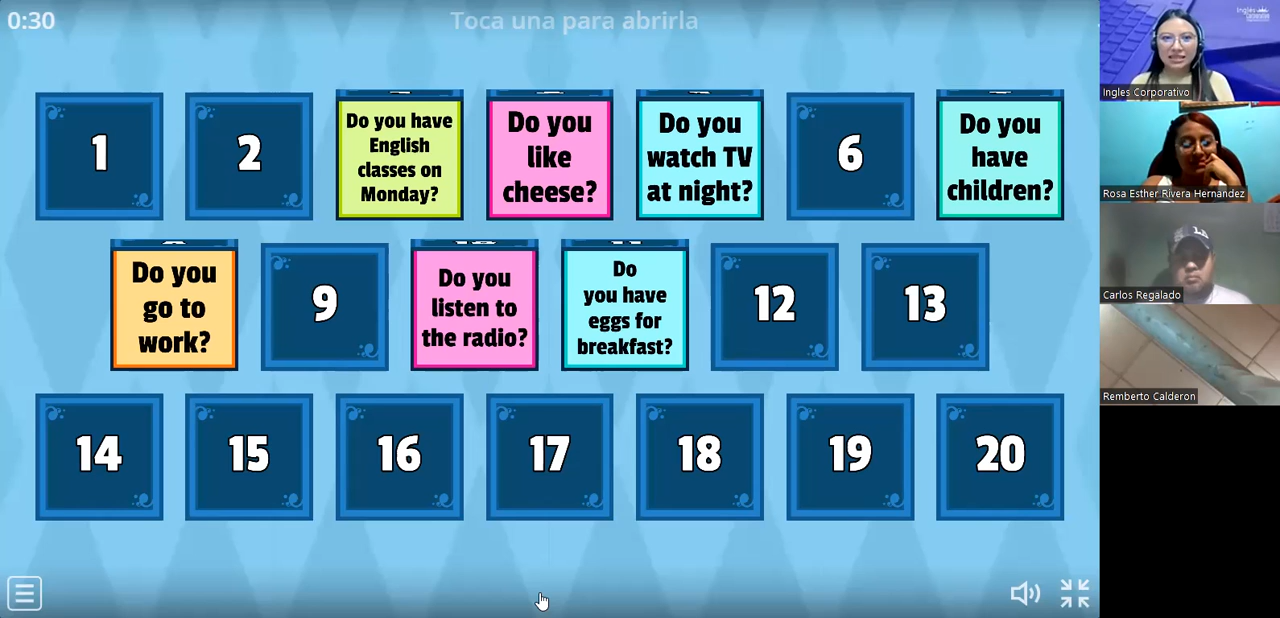 0:30
Toca una para abrirla
1
2
Do you have
English
classes on
Monday?
Do you
like
cheese?
Do you
watch TV
at night?
6
Do you
have
children?
Do you
go to
work?
9
Do you
listen to
the radio?
Do
you have
eggs for
breakfast?
12
13
14
15
16
17
18
19
20
Ingles Corporativo
Rosa Esther Rivera Hernandez
Carlos Regalado
Remberto Calderon